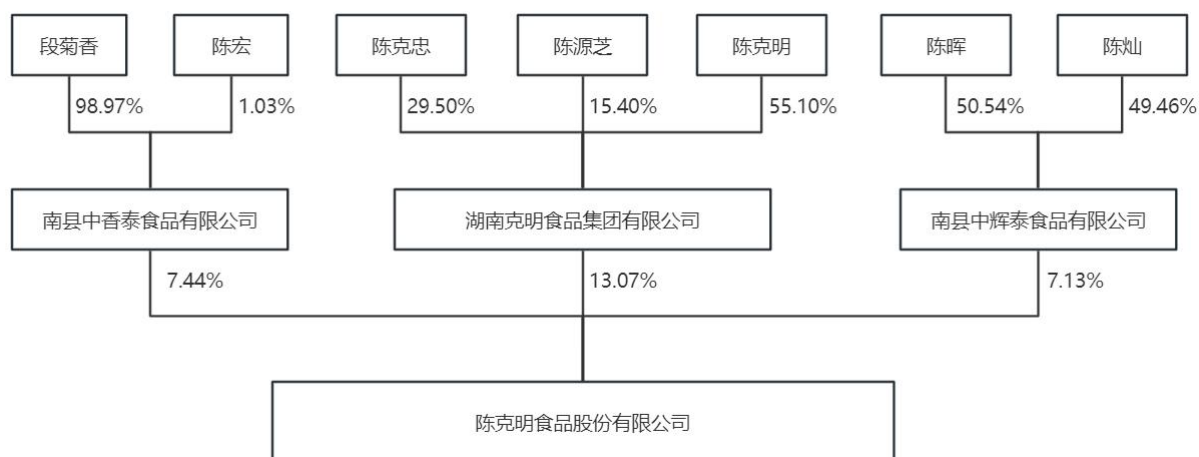 段菊香
陈宏
陈克忠
陈源芝
陈克明
陈晖
陈灿
98.97%
1.03%
29.50%
15.40%
55.10%
50.54%
49.46%
南县中香泰食品有限公司
湖南克明食品集团有限公司
南县中辉泰食品有限公司
7.44%
13.07%
7.13%
陈克明食品股份有限公司